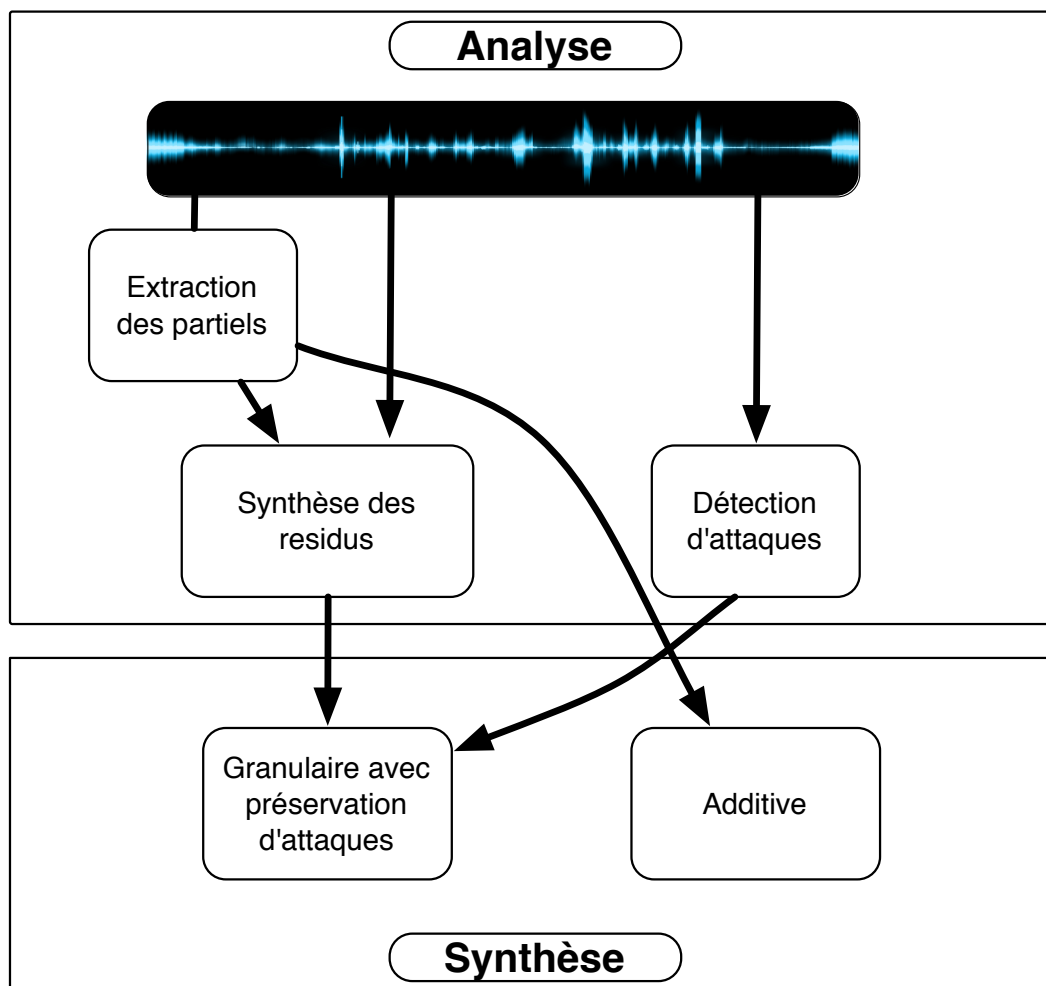 Analyse
Extraction
des partiels
Synthèse des
residus
Détection
d'attaques
Granulaire avec
préservation
d'attaques
Additive
Synthèse